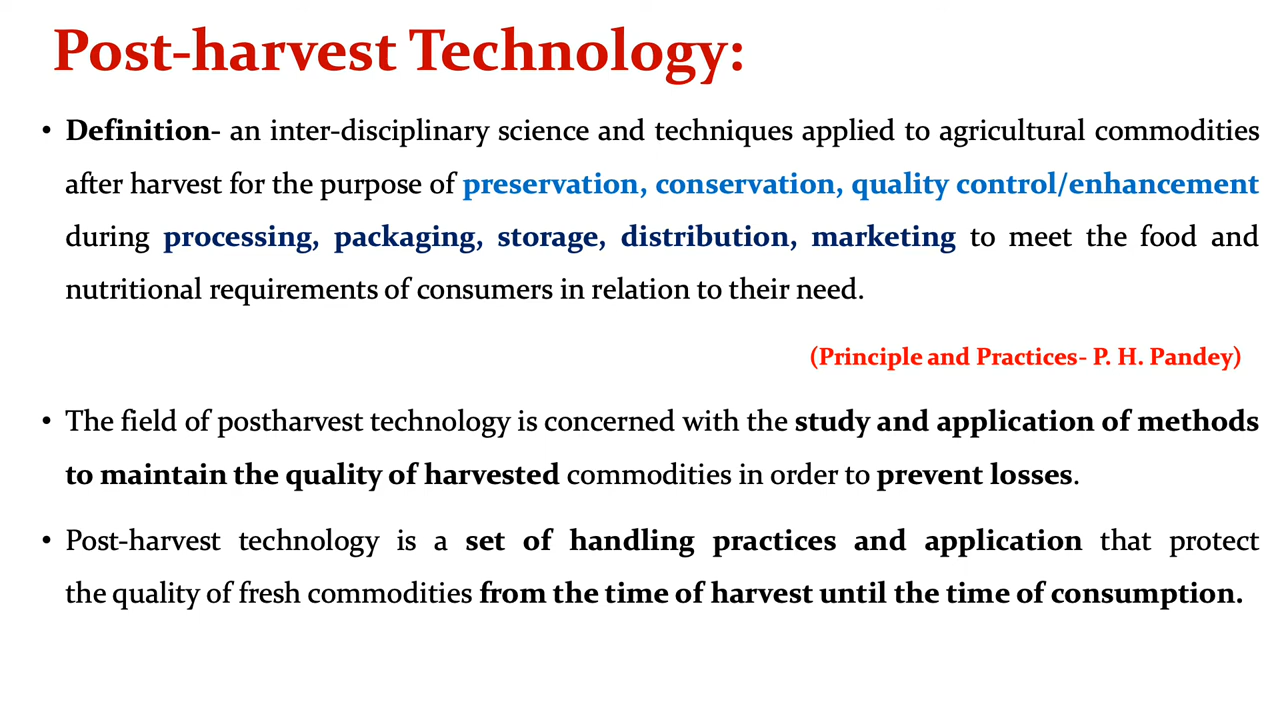 Post-harvest Technology:
• Definition- an inter-disciplinary science and techniques applied to agricultural commodities
after harvest for the purpose of preservation, conservation, quality control/enhancement
during processing, packaging, storage, distribution, marketing to meet the food and
nutritional requirements of consumers in relation to their need.
(Principle and Practices- P. H. Pandey)
• The field of postharvest technology is concerned with the study and application of methods
to maintain the quality of harvested commodities in order to prevent losses.
• Post-harvest technology is a set of handling practices and application that protect
the quality of fresh commodities from the time of harvest until the time of consumption.